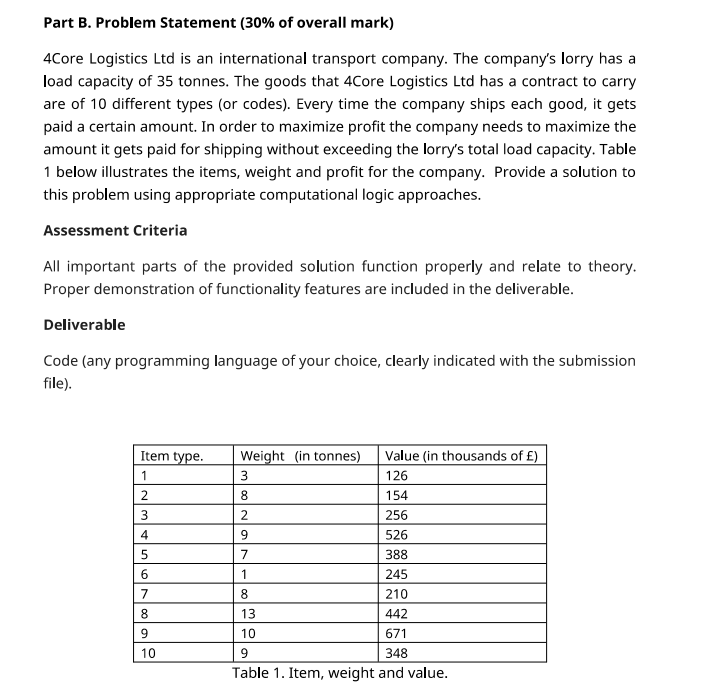 Part B. Problem Statement (30% of overall mark)
4Core Logistics Ltd is an international transport company. The company's lorry has a
load capacity of 35 tonnes. The goods that 4Core Logistics Ltd has a contract to carry
are of 10 different types (or codes). Every time the company ships each good, it gets
paid a certain amount. In order to maximize profit the company needs to maximize the
amount it gets paid for shipping without exceeding the lorry's total load capacity. Table
1 below illustrates the items, weight and profit for the company. Provide a solution to
this problem using appropriate computational logic approaches.
Assessment Criteria
All important parts of the provided solution function properly and relate to theory.
Proper demonstration of functionality features are included in the deliverable.
Deliverable
Code (any programming language of your choice, clearly indicated with the submission
file).
Item type. Weight (in tonnes) Value (in thousands of £)
1 3 126
2 8 154
3 2 256
4 9 526
5 7 388
6 1 245
7 8 210
8 13 442
9 10 671
10 9 348
Table 1. Item, weight and value.